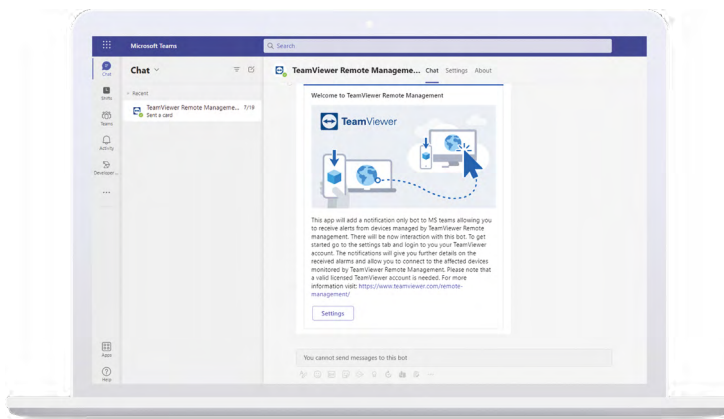 Microsoft Teams
Search
Chat
Chat
TeamViewer Remote Manageme...
Chat
Settings
About
Shifts
Recent
TeamViewer Remote Manageme...
7/18
Sent a card
Teams
Activity
Developer...
Welcome to TeamViewer Remote Management
TeamViewer
This app will add a notification only bot to MS teams allowing you
to receive alerts from devices managed by TeamViewer Remote
management. There will be now interaction with this bot. To get
started go to the settings tab and login to you your TeamViewer
account. The notifications will give you further details on the
received alarms and allow you to connect to the affected devices
monitored by TeamViewer Remote Management. Please note that
a valid licensed TeamViewer account is needed. For more
information visit: https://www.teamviewer.com/remote-
management/
Settings
Apps
You cannot send messages to this bot
Help